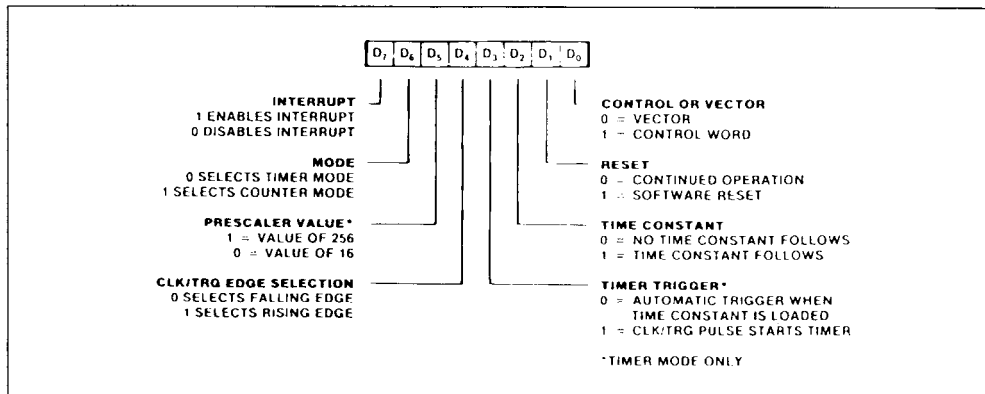 D7 D6 D5 D4 D3 D2 D1 D0
INTERRUPT
1 ENABLES INTERRUPT
0 DISABLES INTERRUPT
MODE
0 SELECTS TIMER MODE
1 SELECTS COUNTER MODE
PRESCALER VALUE*
1 = VALUE OF 256
0 = VALUE OF 16
CLK/TRG EDGE SELECTION
0 SELECTS FALLING EDGE
1 SELECTS RISING EDGE
CONTROL OR VECTOR
0 = VECTOR
1 = CONTROL WORD
RESET
0 = CONTINUED OPERATION
1 = SOFTWARE RESET
TIME CONSTANT
0 = NO TIME CONSTANT FOLLOWS
1 = TIME CONSTANT FOLLOWS
TIMER TRIGGER*
0 = AUTOMATIC TRIGGER WHEN
TIME CONSTANT IS LOADED
1 = CLK/TRG PULSE STARTS TIMER
*TIMER MODE ONLY